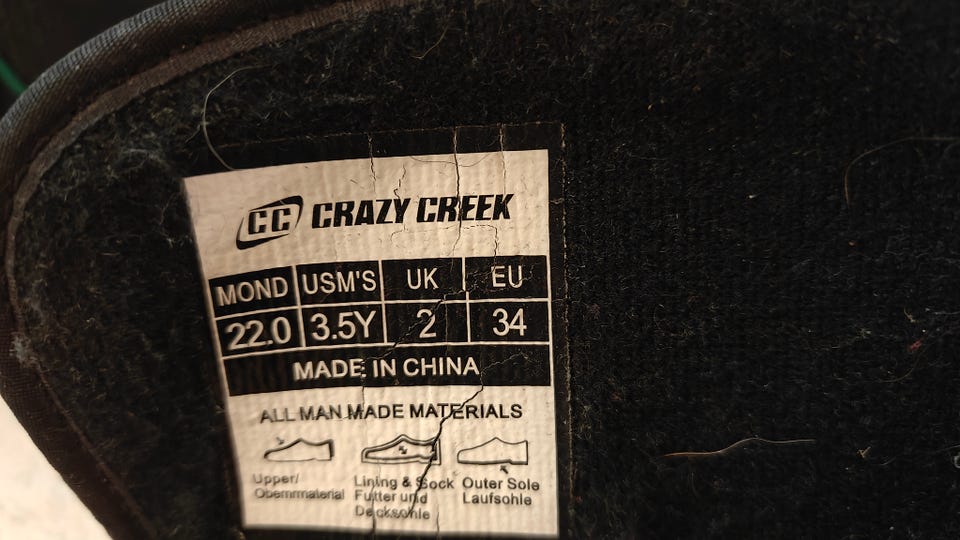 CC CRAZY CREEK
MOND USM'S UK EU
22.0 3.5Y 2 34
MADE IN CHINA
ALL MAN MADE MATERIALS
Upper/ Lining & Sock Outer Sole
Obernmaterial Futter und Laufsohle
Decksohle